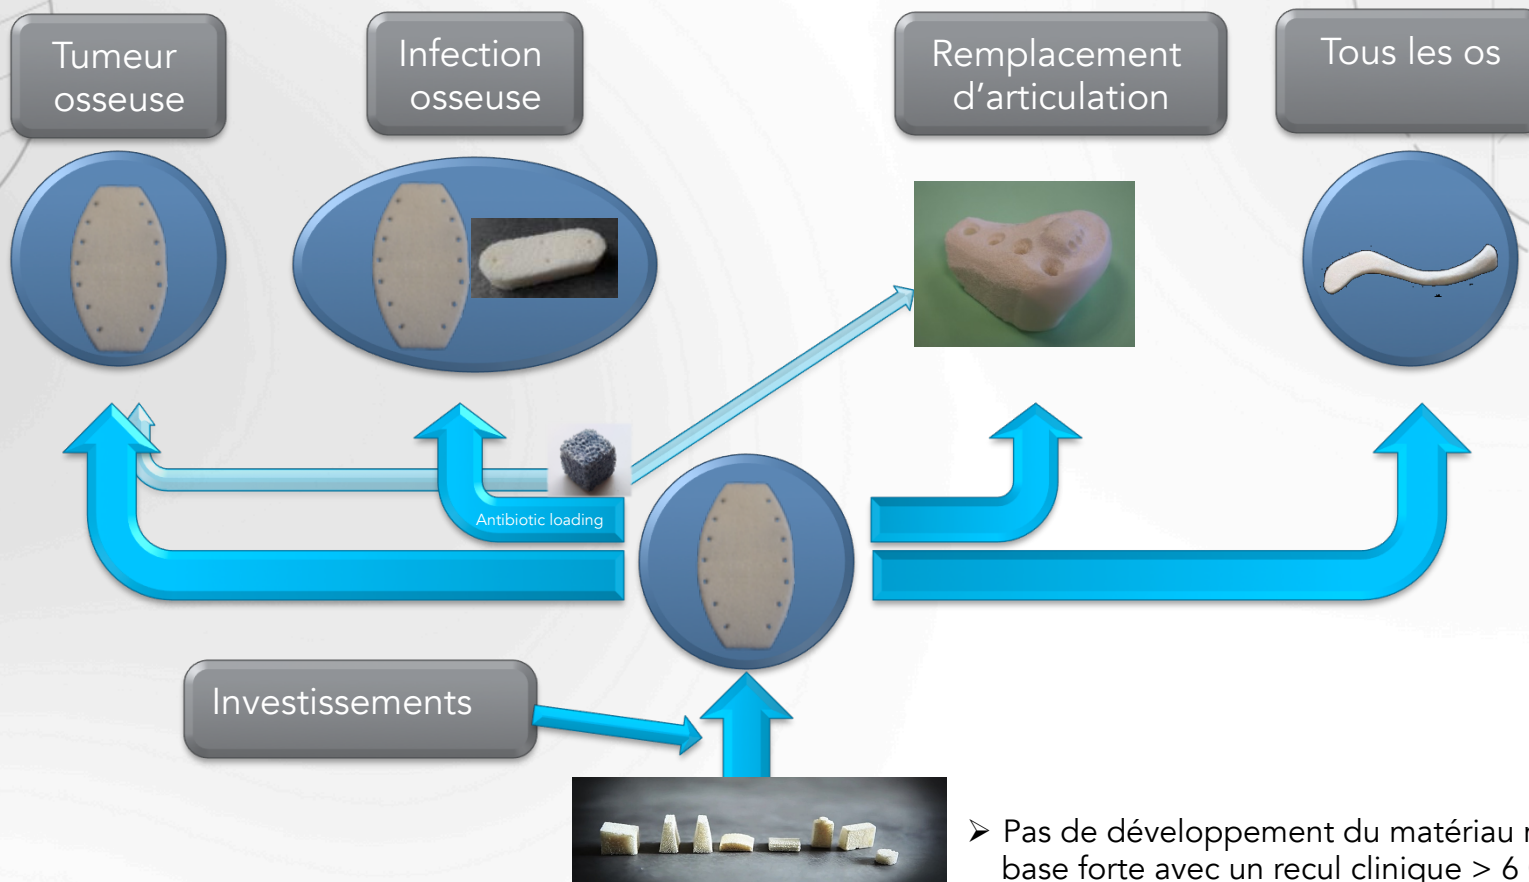 Tumeur
osseuse
Infection
osseuse
Remplacement
d’articulation
Tous les os
Antibiotic loading
Investissements
➢ Pas de développement du matériau
base forte avec un recul clinique > 6